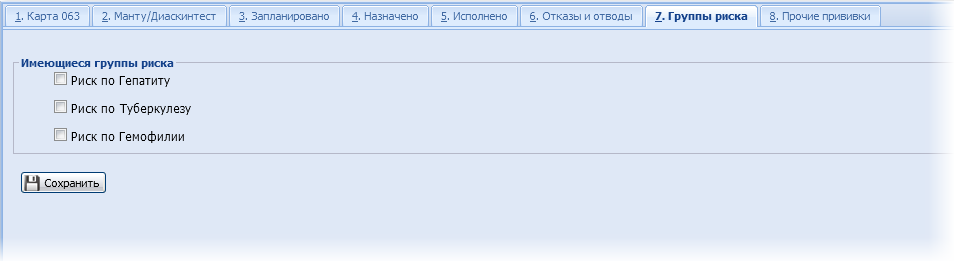 1. Карта 063 2. Манту/Диаскинтест 3. Запланировано 4. Назначено 5. Исполнено 6. Отказы и отводы 7. Группы риска 8. Прочие прививки
Имеющиеся группы риска
Риск по Гепатиту
Риск по Туберкулезу
Риск по Гемофилии
Сохранить